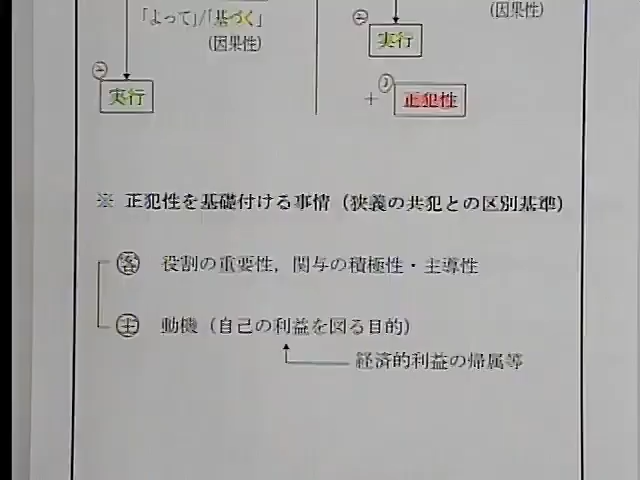 「よって」/「基づく」
(因果性)
㊁
実行
(因果性)
㊁
実行
＋
正犯性
※ 正犯性を基礎付ける事情（狭義の共犯との区別基準）
客 役割の重要性，関与の積極性・主導性
主 動機（自己の利益を図る目的）
経済的利益の帰属等